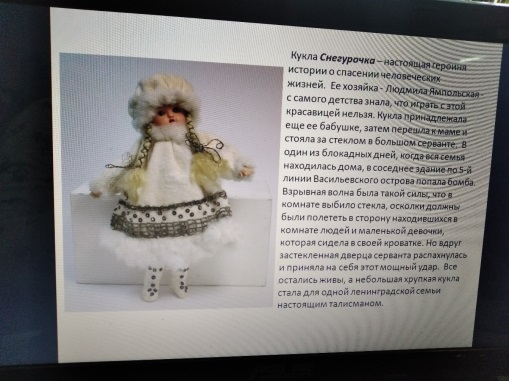 Кукла Снегурочка – настоящая героиня
истории о спасении человеческих
жизней. Ее хозяйка - Людмила Ямпольская -
с самого детства знала, что играть с этой
красавицей нельзя. Кукла принадлежала
еще ее бабушке, затем перешла к маме и
стояла за стеклом в большом серванте. В
один из блокадных дней, когда вся семья
находилась дома, в соседнее здание по 5-й
линии Васильевского острова попала бомба.
Взрывная волна была такой силы, что в
комнате выбило стекла, осколки должны
были полететь в сторону находившихся в
комнате людей и маленькой девочки,
которая сидела в своей кроватке. Но вдруг
застекленная дверца серванта распахнулась
и приняла на себя этот мощный удар. Все
остались живы, а небольшая хрупкая кукла
стала для одной ленинградской семьи
настоящим талисманом.